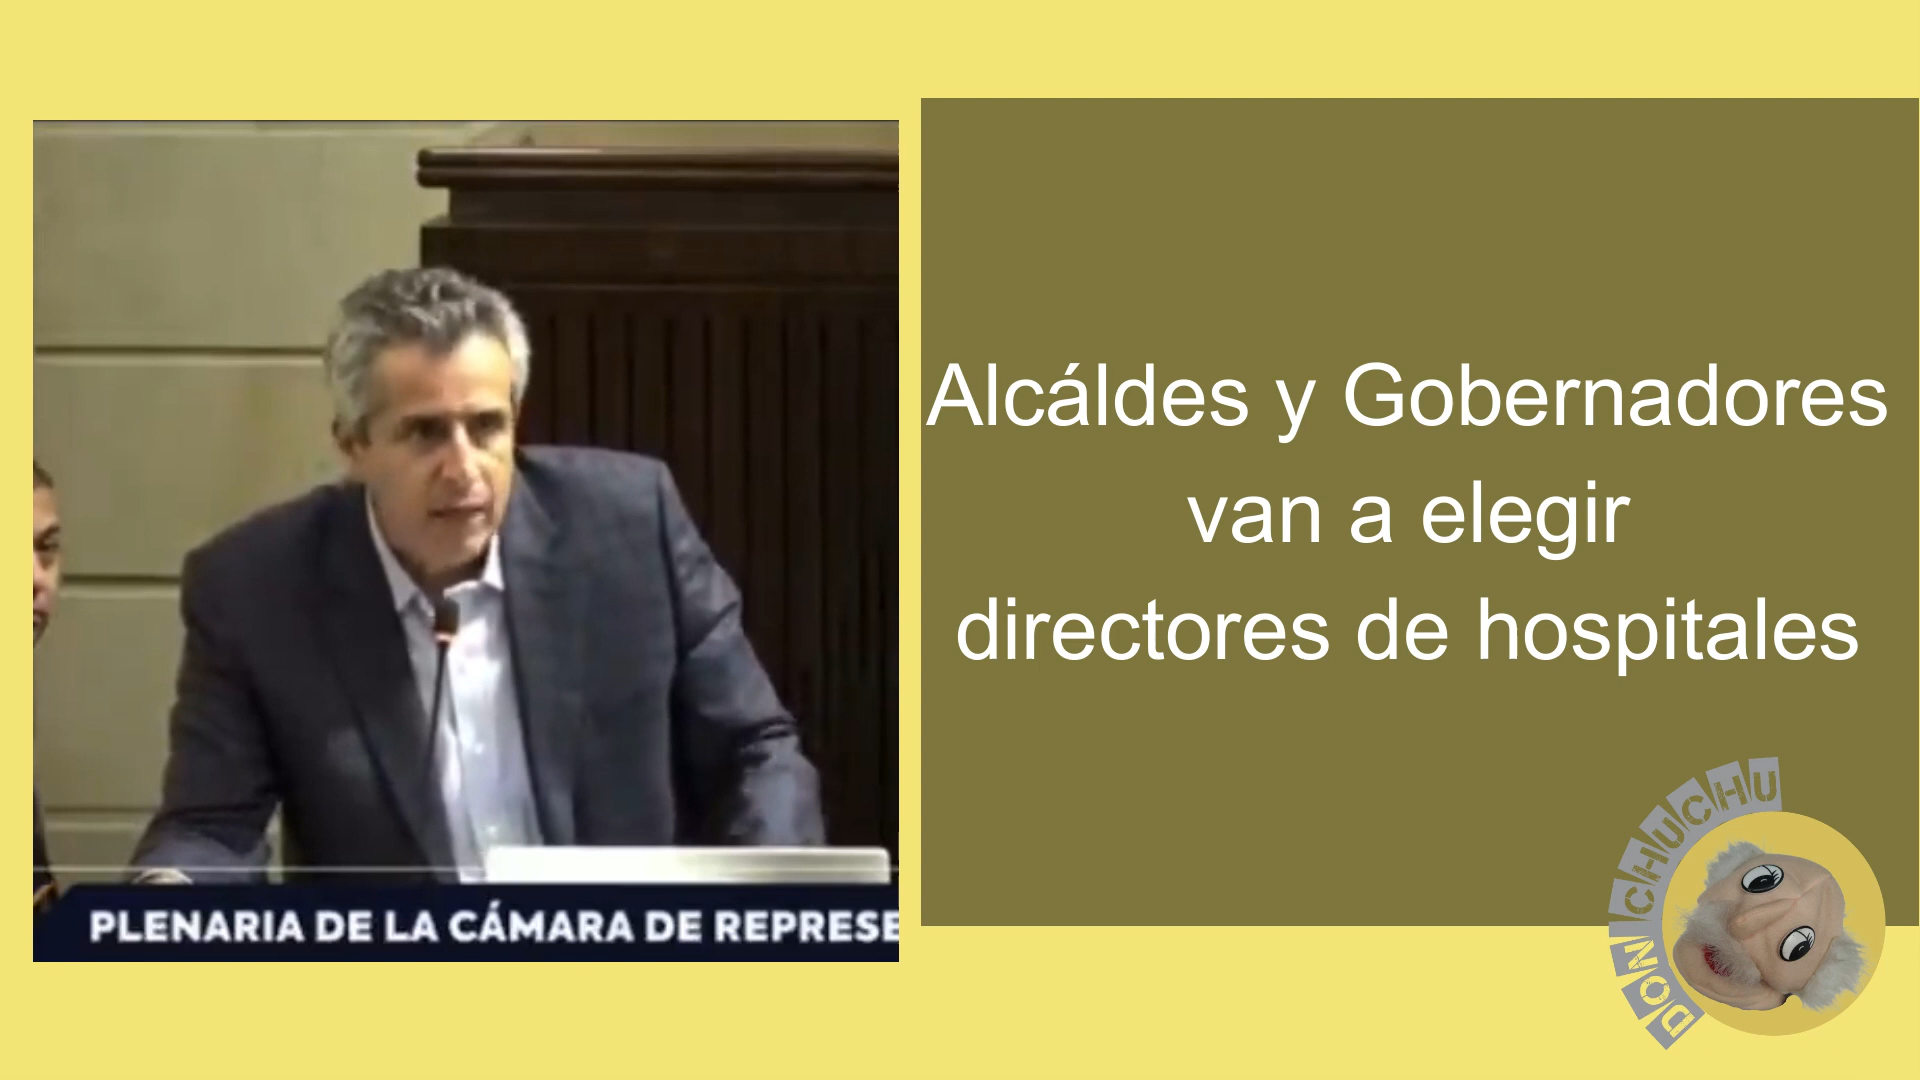 Alcáldes y Gobernadores
van a elegir
directores de hospitales
PLENARIA DE LA CÁMARA DE REPRESE
DON CHUCHU